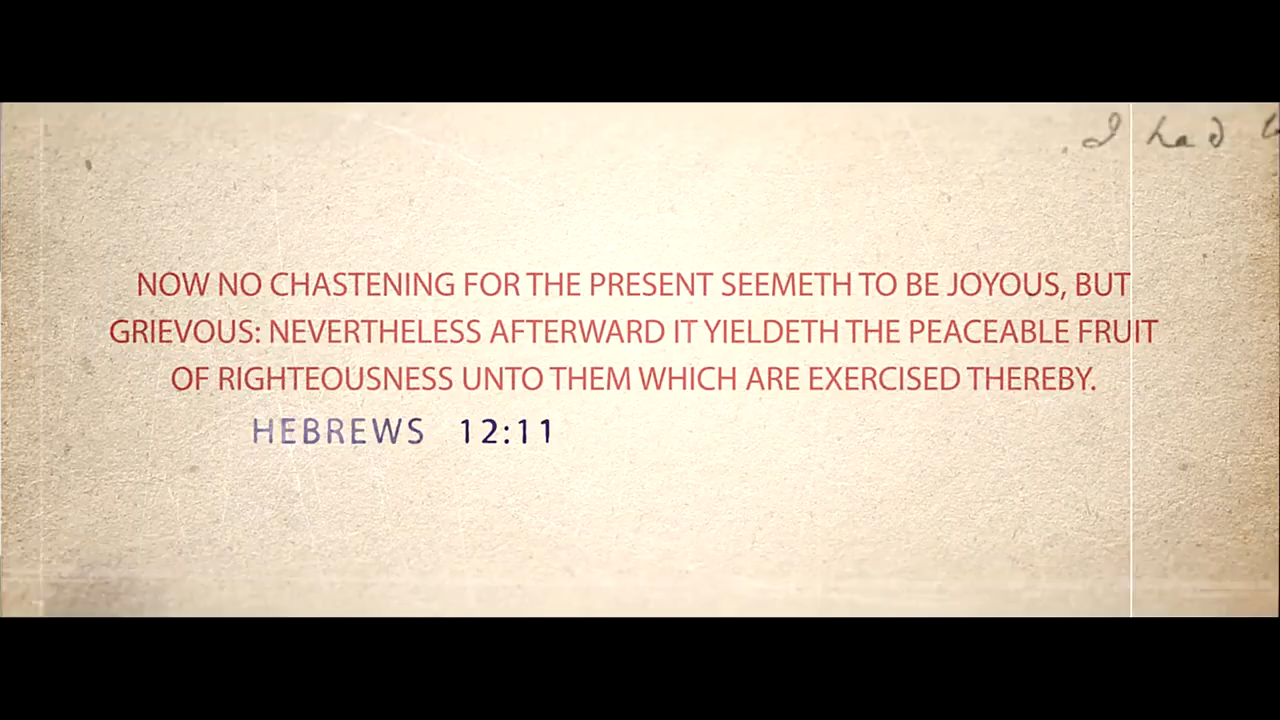 I had
NOW NO CHASTENING FOR THE PRESENT SEEMETH TO BE JOYOUS, BUT
GRIEVOUS: NEVERTHELESS AFTERWARD IT YIELDETH THE PEACEABLE FRUIT
OF RIGHTEOUSNESS UNTO THEM WHICH ARE EXERCISED THEREBY.
HEBREWS 12:11